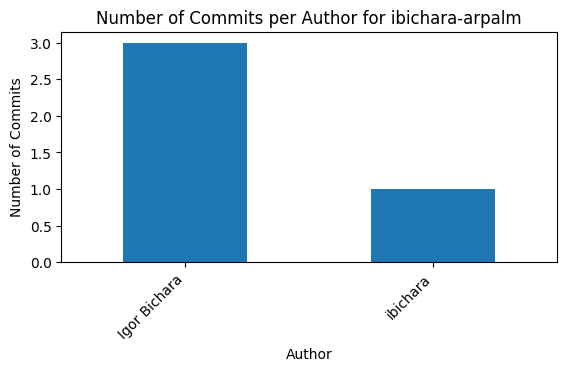 Number of Commits per Author for ibichara-arpalm
3.0
2.5
2.0
1.5
1.0
0.5
0.0
Number of Commits
Igor Bichara
ibichara
Author